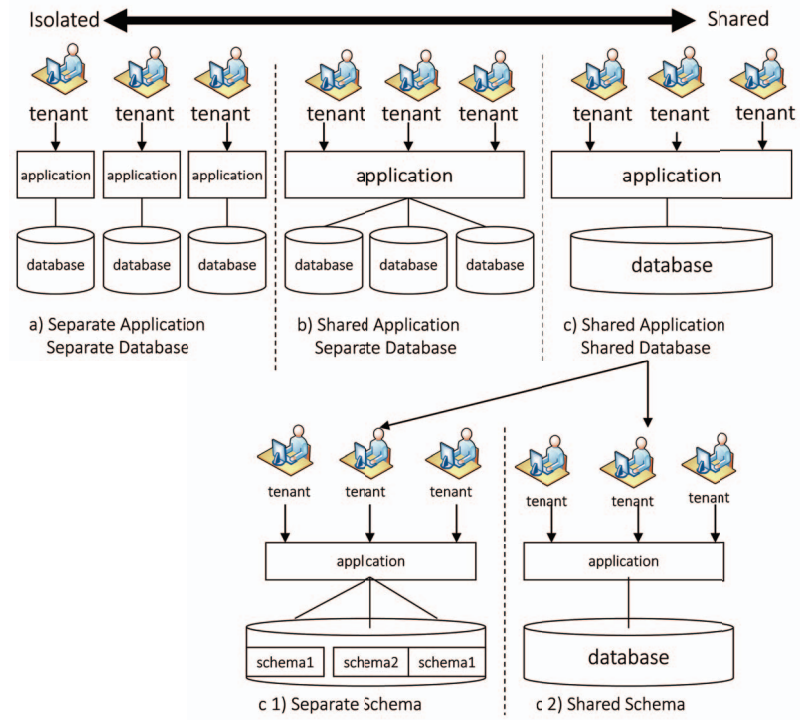 Isolated Shared
tenant tenant tenant tenant tenant tenant tenant tenant tenant
application application application application application
database database database database database database database
a) Separate Application
Separate Database
b) Shared Application
Separate Database
c) Shared Application
Shared Database
tenant tenant tenant tenant tenant tenant
applcation application
schema1 schema2 schema1 database
c 1) Separate Schema c 2) Shared Schema